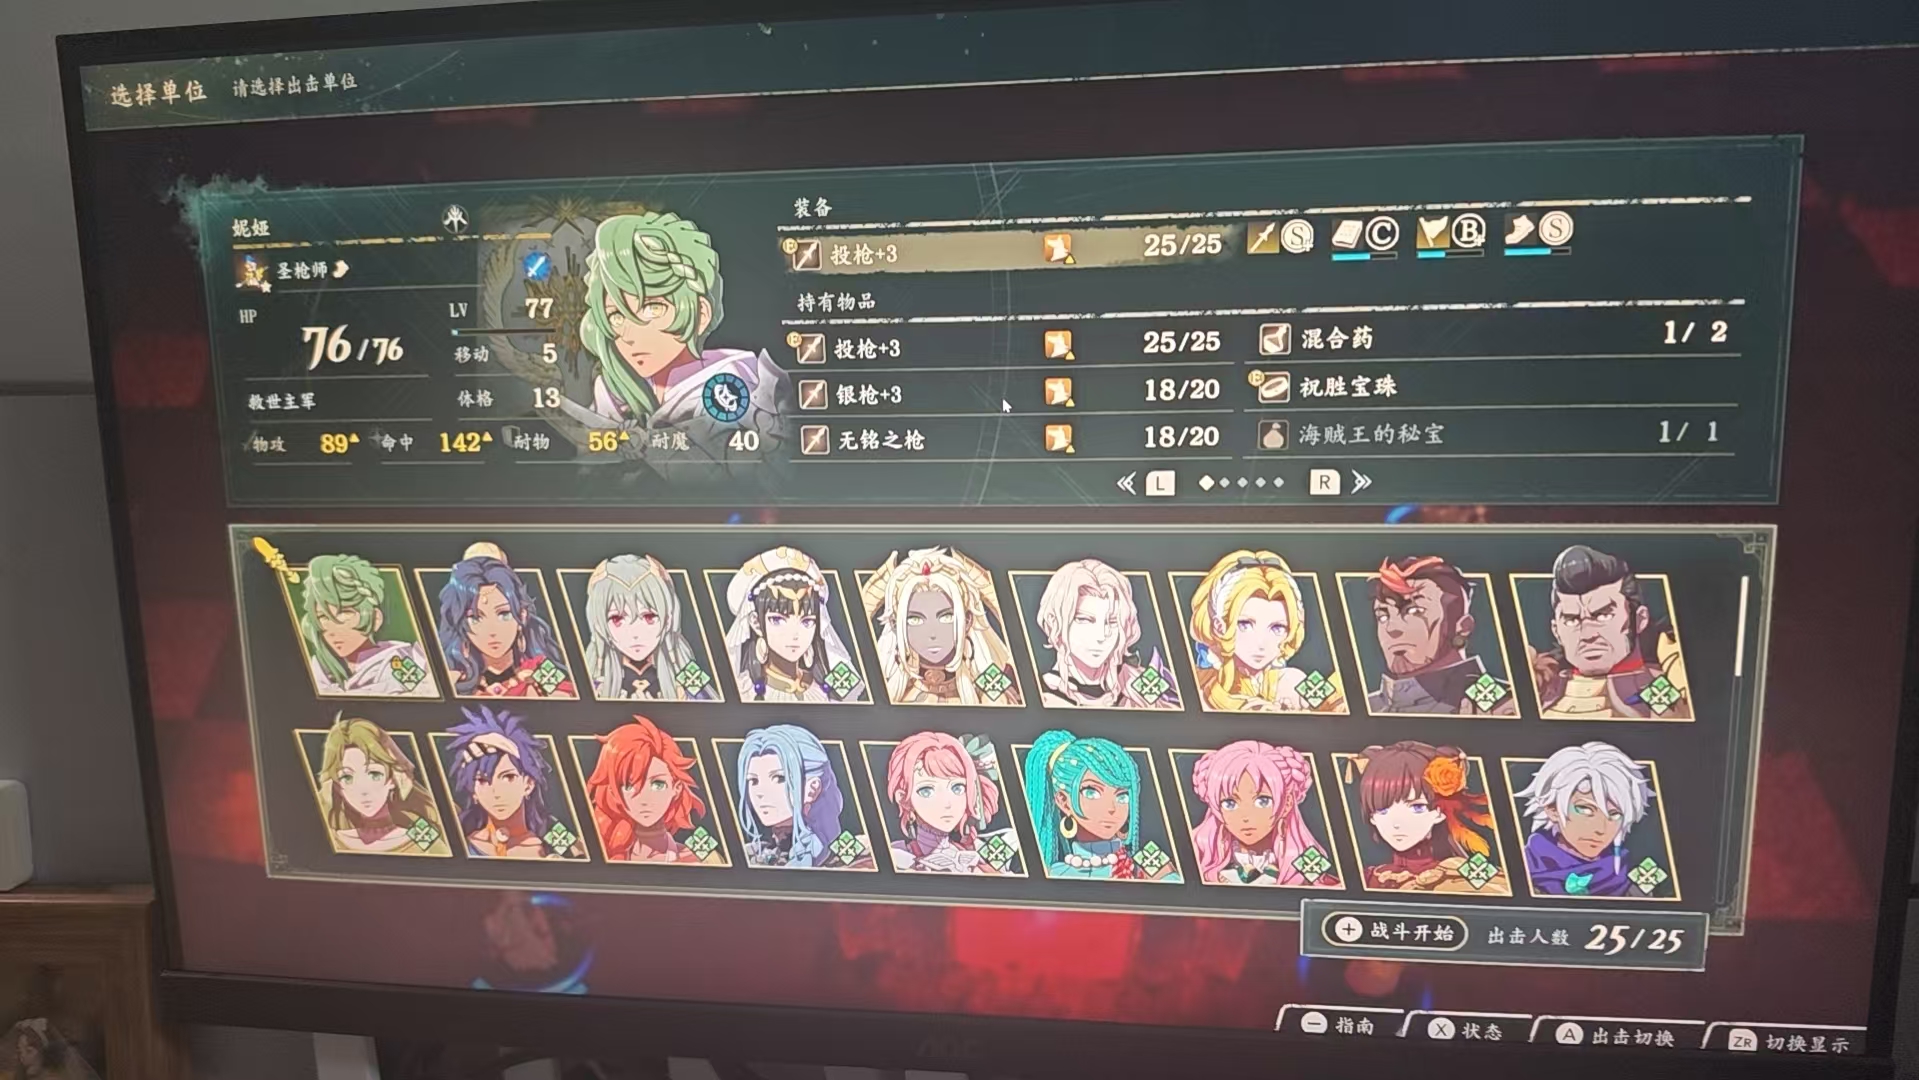 选择单位 请选择出击单位
妮娅
圣枪师
HP 76/76
LV 77
移动 5
救世主军
体格 13
物攻 89 命中 142 耐物 56 耐魔 40
装备
E 投枪+3 25/25 S+ C B+ S
持有物品
E 投枪+3 25/25 混合药 1/ 2
银枪+3 18/20 E 祝胜宝珠
无铭之枪 18/20 海贼王的秘宝 1/ 1
L R
+ 战斗开始 出击人数 25/25
- 指南 X 状态 A 出击切换 ZR 切换显示
AOC